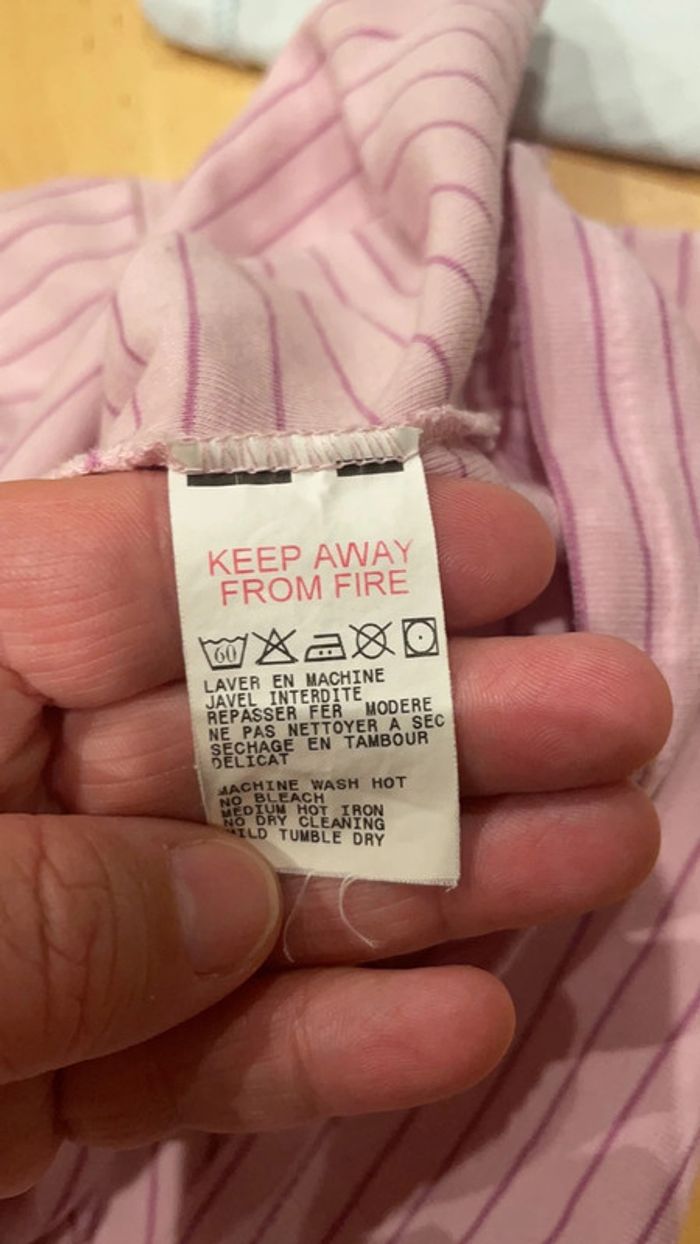 KEEP AWAY
FROM FIRE
60
LAVER EN MACHINE
JAVEL INTERDITE
REPASSER FER MODERE
NE PAS NETTOYER A SEC
SECHAGE EN TAMBOUR
DELICAT
MACHINE WASH HOT
NO BLEACH
MEDIUM HOT IRON
NO DRY CLEANING
MILD TUMBLE DRY